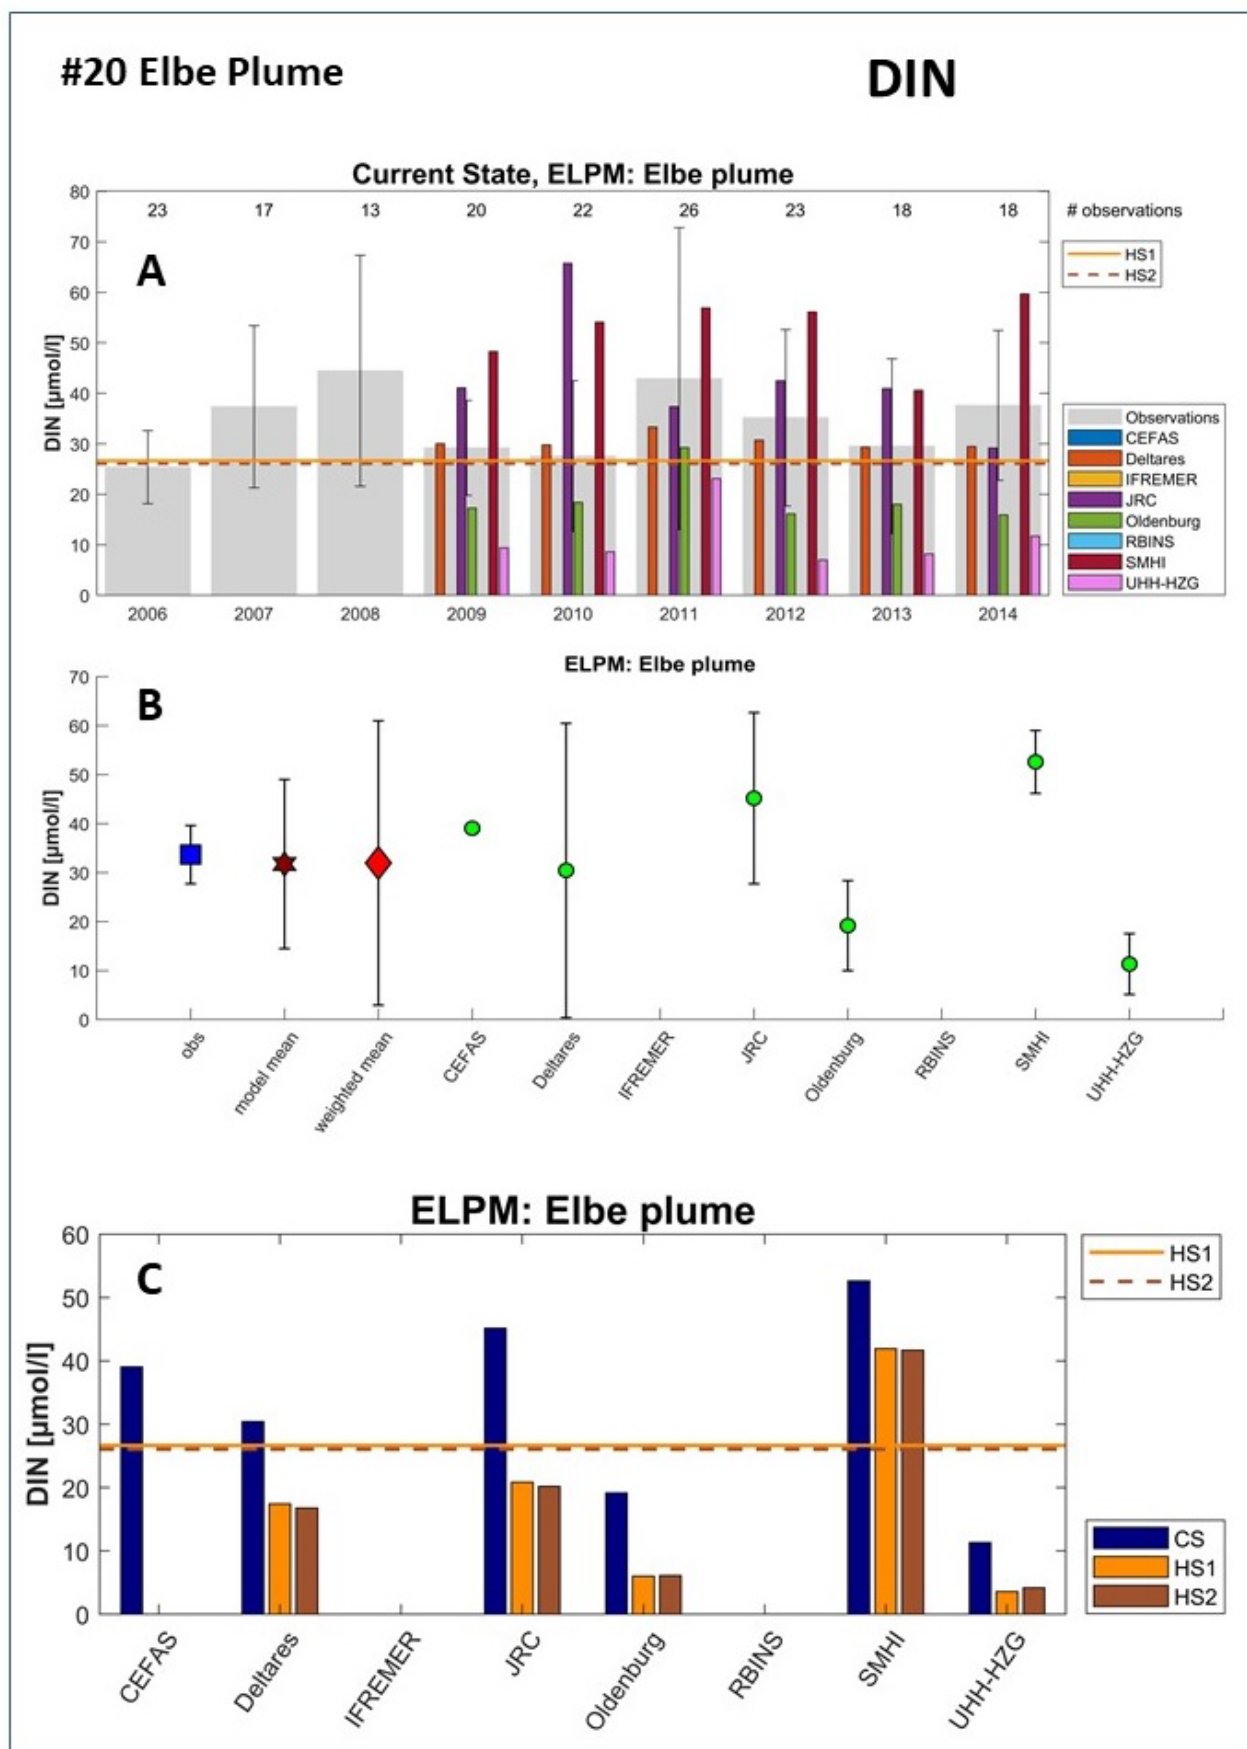 #20 Elbe Plume
DIN
Current State, ELPM: Elbe plume
80
70
60
50
40
30
20
10
0
DIN [µmol/l]
23 17 13 20 22 26 23 18 18
# observations
A
HS1
HS2
Observations
CEFAS
Deltares
IFREMER
JRC
Oldenburg
RBINS
SMHI
UHH-HZG
2006 2007 2008 2009 2010 2011 2012 2013 2014
ELPM: Elbe plume
B
70
60
50
40
30
20
10
0
DIN [µmol/l]
obs
model mean
weighted mean
CEFAS
Deltares
IFREMER
JRC
Oldenburg
RBINS
SMHI
UHH-HZG
ELPM: Elbe plume
C
60
50
40
30
20
10
0
DIN [µmol/l]
HS1
HS2
CS
HS1
HS2
CEFAS
Deltares
IFREMER
JRC
Oldenburg
RBINS
SMHI
UHH-HZG